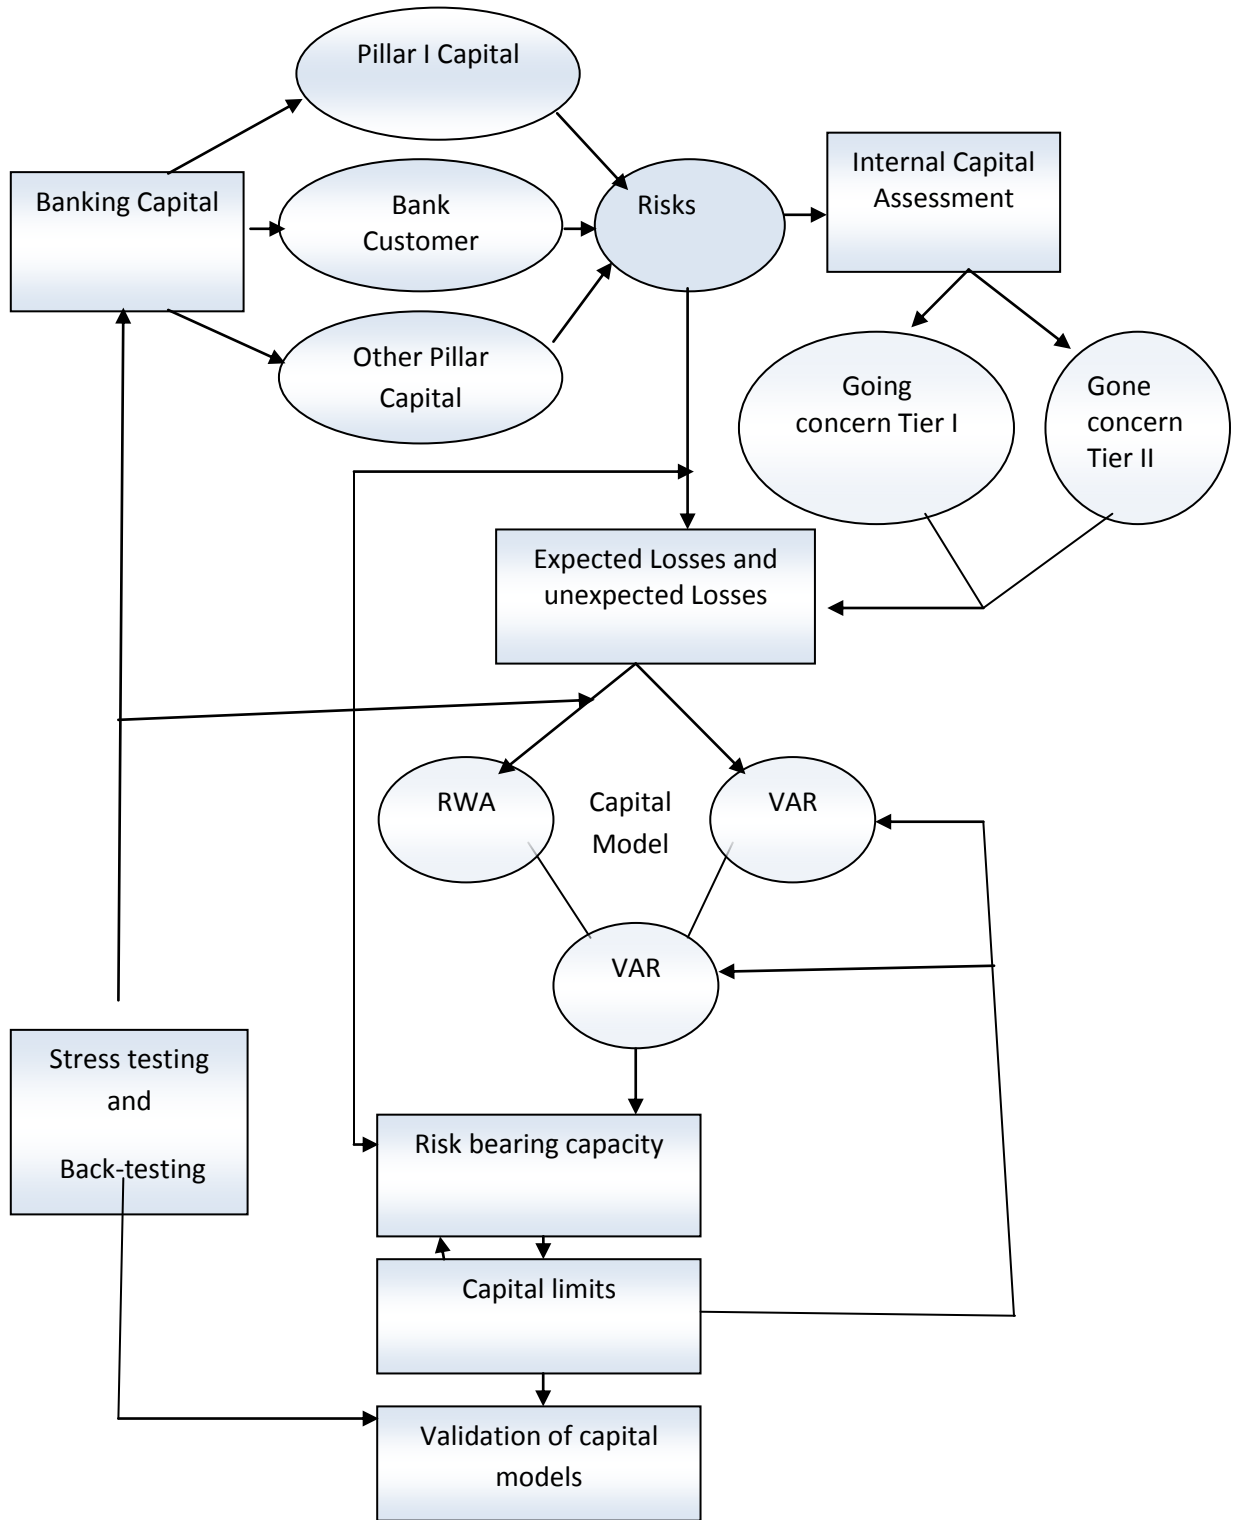 Pillar I Capital
Banking Capital
Bank
Customer
Other Pillar
Capital
Risks
Internal Capital
Assessment
Going
concern Tier I
Gone
concern
Tier II
Expected Losses and
unexpected Losses
RWA
Capital
Model
VAR
VAR
Stress testing
and
Back-testing
Risk bearing capacity
Capital limits
Validation of capital
models